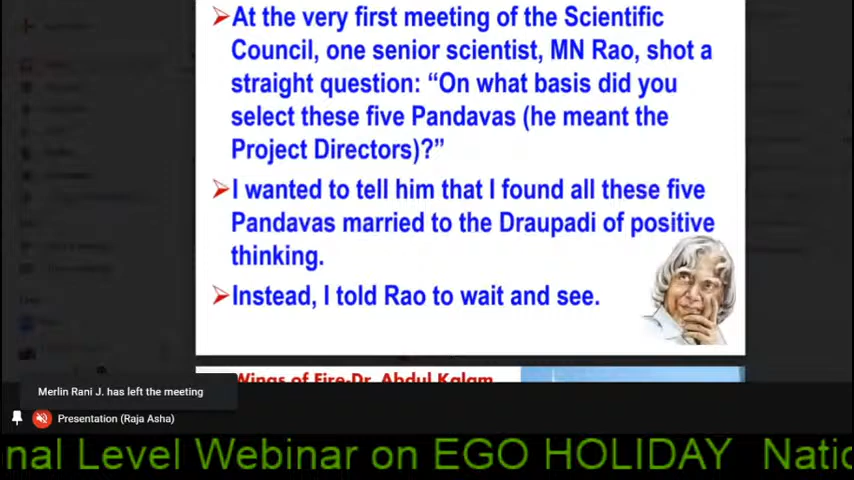 At the very first meeting of the Scientific
Council, one senior scientist, MN Rao, shot a
straight question: “On what basis did you
select these five Pandavas (he meant the
Project Directors)?”
I wanted to tell him that I found all these five
Pandavas married to the Draupadi of positive
thinking.
Instead, I told Rao to wait and see.
Wings of Fire-Dr. Abdul Kalam
Merlin Rani J. has left the meeting
Presentation (Raja Asha)
nal Level Webinar on EGO HOLIDAY Natio